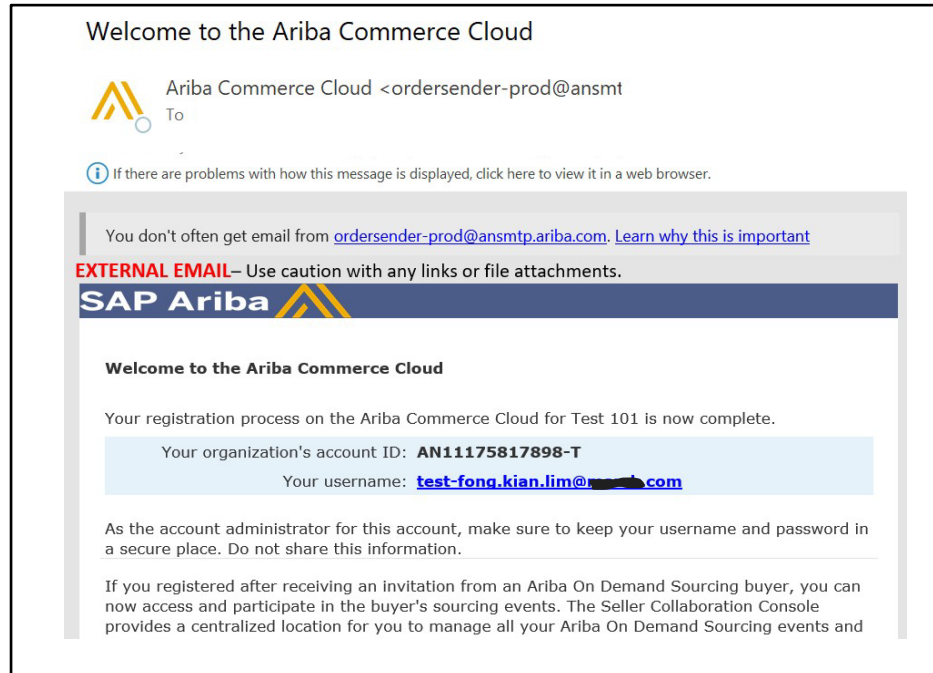 Welcome to the Ariba Commerce Cloud
Ariba Commerce Cloud <ordersender-prod@ansmt
To
If there are problems with how this message is displayed, click here to view it in a web browser.
You don't often get email from ordersender-prod@ansmtp.ariba.com. Learn why this is important
EXTERNAL EMAIL– Use caution with any links or file attachments.
SAP Ariba
Welcome to the Ariba Commerce Cloud
Your registration process on the Ariba Commerce Cloud for Test 101 is now complete.
Your organization's account ID: AN11175817898-T
Your username: test-fong.kian.lim@ .com
As the account administrator for this account, make sure to keep your username and password in
a secure place. Do not share this information.
If you registered after receiving an invitation from an Ariba On Demand Sourcing buyer, you can
now access and participate in the buyer's sourcing events. The Seller Collaboration Console
provides a centralized location for you to manage all your Ariba On Demand Sourcing events and